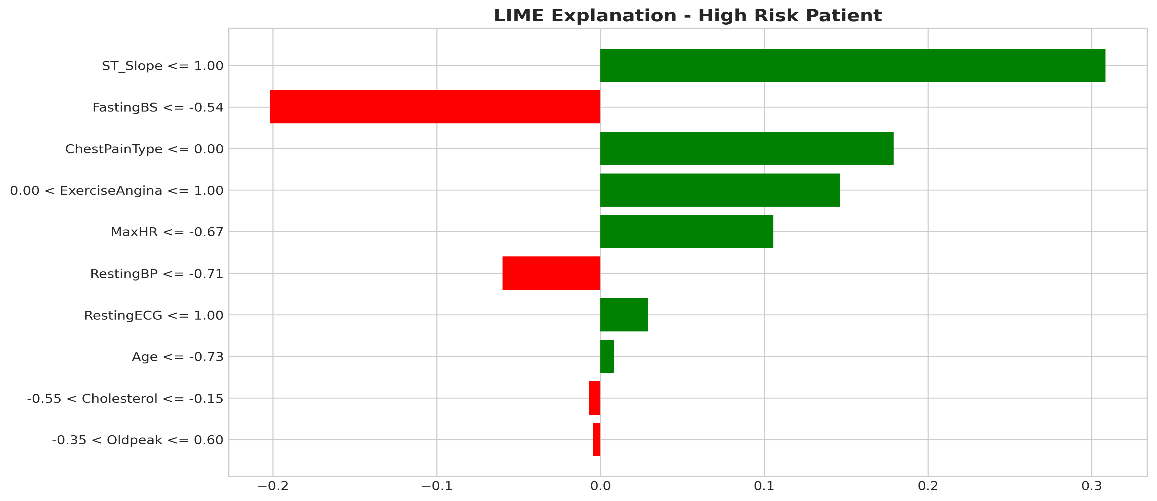 LIME Explanation - High Risk Patient
ST_Slope <= 1.00
FastingBS <= -0.54
ChestPainType <= 0.00
0.00 < ExerciseAngina <= 1.00
MaxHR <= -0.67
RestingBP <= -0.71
RestingECG <= 1.00
Age <= -0.73
-0.55 < Cholesterol <= -0.15
-0.35 < Oldpeak <= 0.60
−0.2 −0.1 0.0 0.1 0.2 0.3